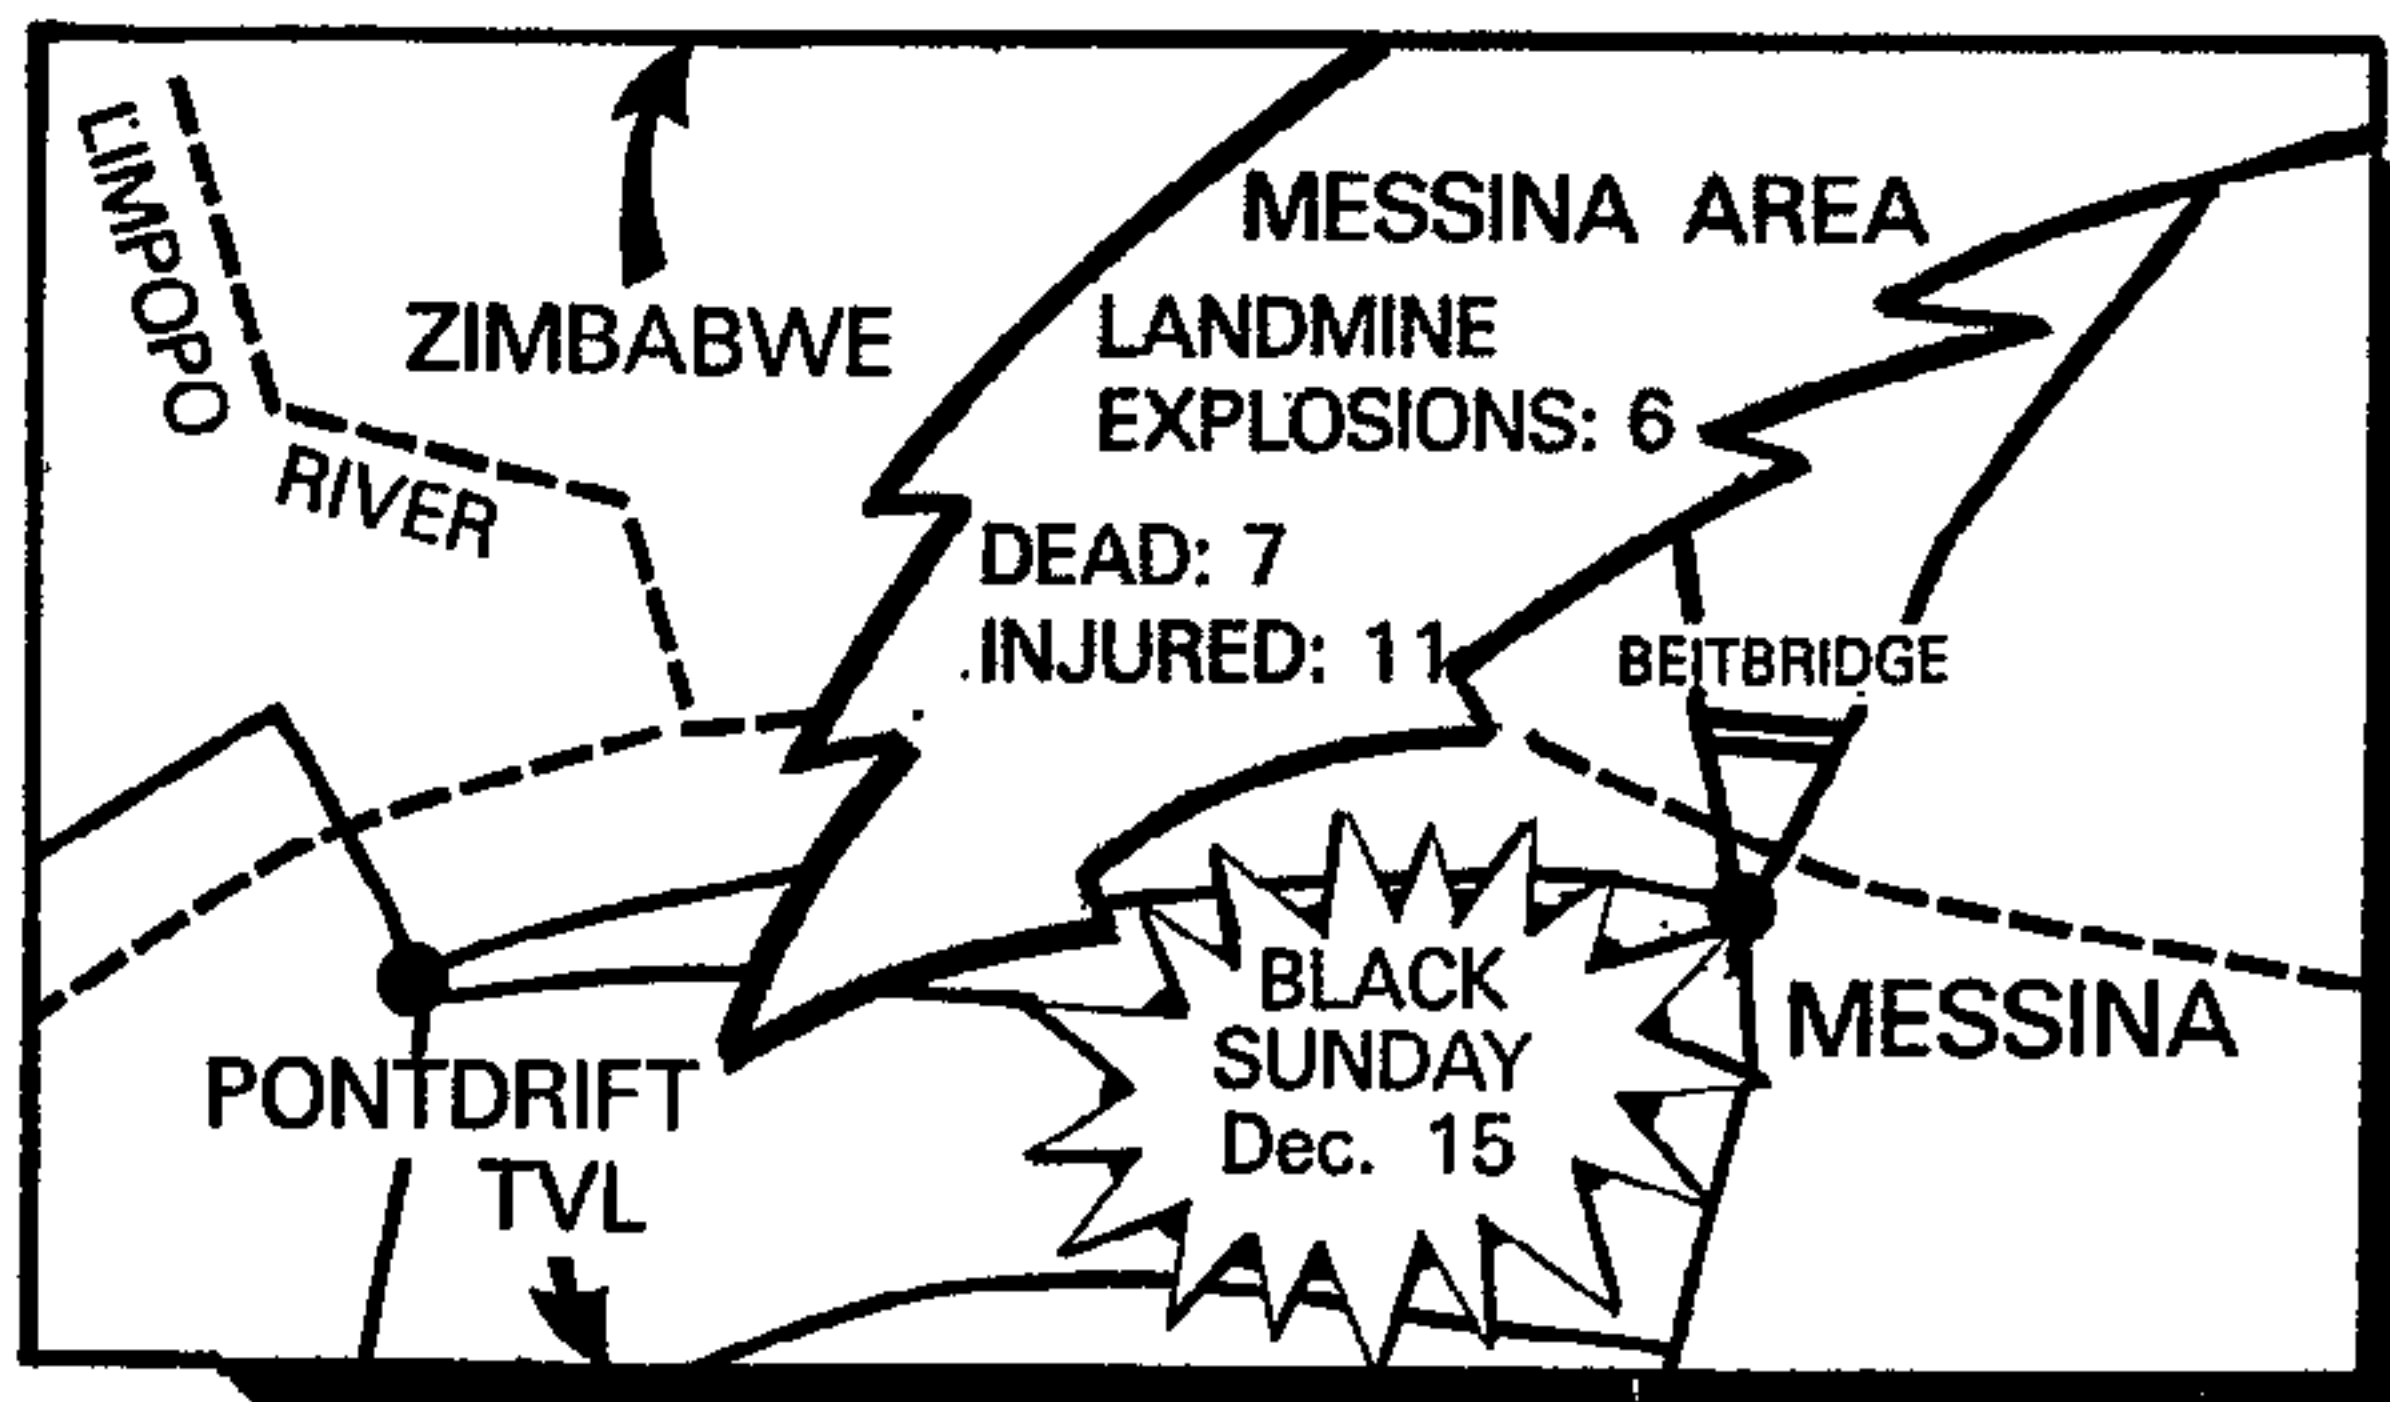 LIMPOPO
RIVER
ZIMBABWE
MESSINA AREA
LANDMINE
EXPLOSIONS: 6
DEAD: 7
INJURED: 11
BEITBRIDGE
BLACK
SUNDAY
Dec. 15
MESSINA
PONTDRIFT
TVL